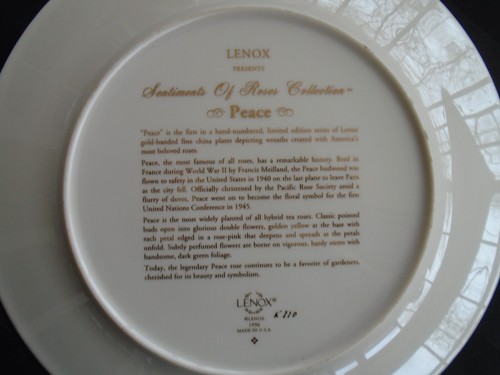 LENOX
PRESENTS
Sentiments Of Roses Collection™
Peace
"Peace" is the first in a hand-numbered, limited edition series of Lenox
gold-banded fine china plates depicting wreaths created with America's
most beloved roses.
Peace, the most famous of all roses, has a remarkable history. Bred in
France during World War II by Francis Meilland, the Peace budwood was
flown to safety in the United States in 1940 on the last plane to leave Paris
as the city fell. Officially christened by the Pacific Rose Society amid a
flurry of doves, Peace went on to become the floral symbol for the first
United Nations Conference in 1945.
Peace is the most widely planted of all hybrid tea roses. Classic pointed
buds open into glorious double flowers, golden yellow at the base with
each petal edged in a rose-pink that deepens and spreads as the petals
unfold. Subtly perfumed flowers are borne on vigorous, hardy stems with
handsome, dark green foliage.
Today, the legendary Peace rose continues to be a favorite of gardeners,
cherished for its beauty and symbolism.
LENOX®
©LENOX
1996
MADE IN U.S.A.